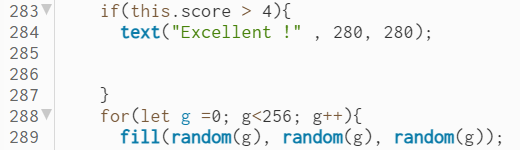 283 if(this.score > 4){
284 text("Excellent !" , 280, 280);
285
286
287 }
288 for(let g =0; g<256; g++){
289 fill(random(g), random(g), random(g));